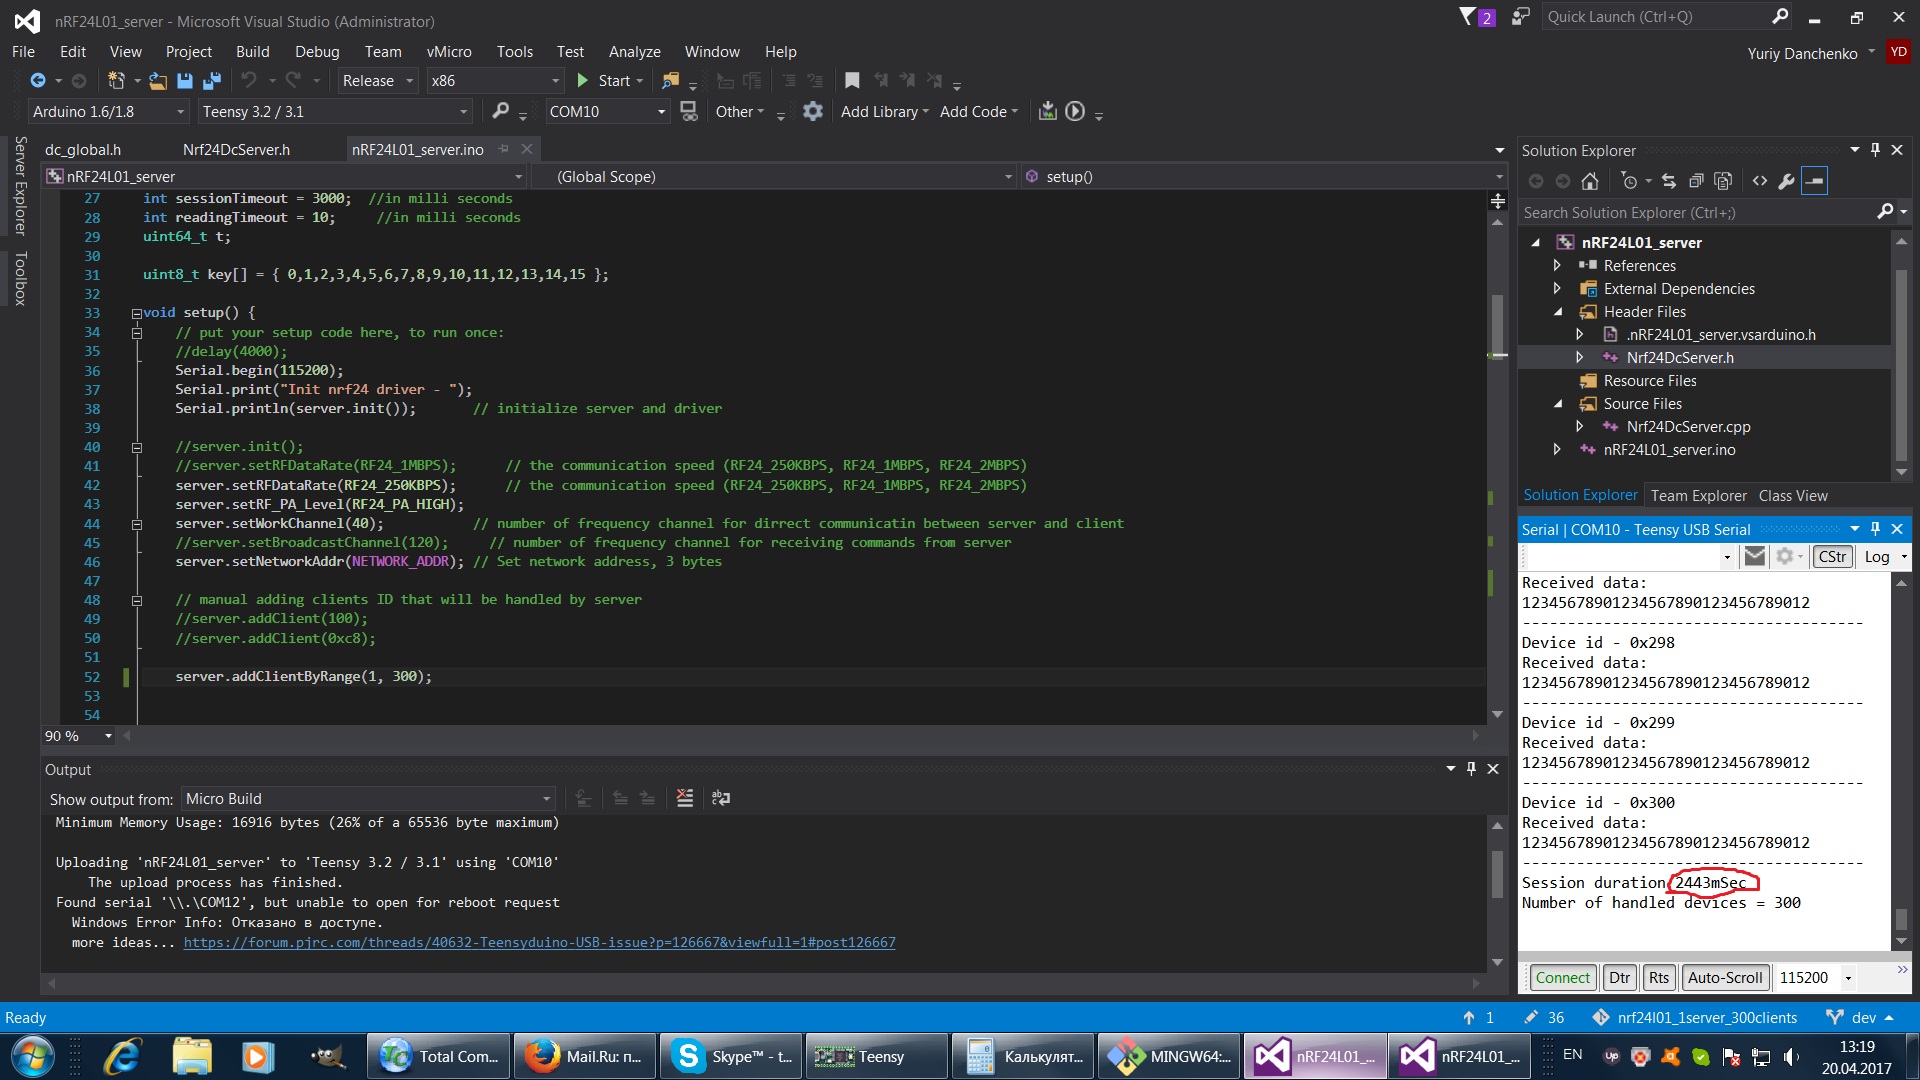 nRF24L01_server - Microsoft Visual Studio (Administrator)
2
Quick Launch (Ctrl+Q)
File Edit View Project Build Debug Team vMicro Tools Test Analyze Window Help
Yuriy Danchenko YD
Release x86 Start
Arduino 1.6/1.8 Teensy 3.2 / 3.1 COM10 Other Add Library Add Code
Server Explorer
Toolbox
dc_global.h Nrf24DcServer.h nRF24L01_server.ino
nRF24L01_server (Global Scope) setup()
27 int sessionTimeout = 3000; //in milli seconds
28 int readingTimeout = 10; //in milli seconds
29 uint64_t t;
30
31 uint8_t key[] = { 0,1,2,3,4,5,6,7,8,9,10,11,12,13,14,15 };
32
33 void setup() {
34 // put your setup code here, to run once:
35 //delay(4000);
36 Serial.begin(115200);
37 Serial.print("Init nrf24 driver - ");
38 Serial.println(server.init()); // initialize server and driver
39
40 //server.init();
41 //server.setRFDataRate(RF24_1MBPS); // the communication speed (RF24_250KBPS, RF24_1MBPS, RF24_2MBPS)
42 server.setRFDataRate(RF24_250KBPS); // the communication speed (RF24_250KBPS, RF24_1MBPS, RF24_2MBPS)
43 server.setRF_PA_Level(RF24_PA_HIGH);
44 server.setWorkChannel(40); // number of frequency channel for dirrect communicatin between server and client
45 //server.setBroadcastChannel(120); // number of frequency channel for receiving commands from server
46 server.setNetworkAddr(NETWORK_ADDR); // Set network address, 3 bytes
47
48 // manual adding clients ID that will be handled by server
49 //server.addClient(100);
50 //server.addClient(0xc8);
51
52 server.addClientByRange(1, 300);
53
54
90 %
Output
Show output from: Micro Build
Minimum Memory Usage: 16916 bytes (26% of a 65536 byte maximum)
Uploading 'nRF24L01_server' to 'Teensy 3.2 / 3.1' using 'COM10'
The upload process has finished.
Found serial '\\.\COM12', but unable to open for reboot request
Windows Error Info: Отказано в доступе.
more ideas... https://forum.pjrc.com/threads/40632-Teensyduino-USB-issue?p=126667&viewfull=1#post126667
Solution Explorer
Search Solution Explorer (Ctrl+;)
nRF24L01_server
References
External Dependencies
Header Files
.nRF24L01_server.vsarduino.h
Nrf24DcServer.h
Resource Files
Source Files
Nrf24DcServer.cpp
nRF24L01_server.ino
Solution Explorer Team Explorer Class View
Serial | COM10 - Teensy USB Serial
CStr Log
Received data:
12345678901234567890123456789012
--------------------------------------
Device id - 0x298
Received data:
12345678901234567890123456789012
--------------------------------------
Device id - 0x299
Received data:
12345678901234567890123456789012
--------------------------------------
Device id - 0x300
Received data:
12345678901234567890123456789012
--------------------------------------
Session duration 2443mSec
Number of handled devices = 300
Connect Dtr Rts Auto-Scroll 115200
Ready
1 36 nrf24l01_1server_300clients dev
Total Com... Mail.Ru: п... Skype™ - t... Teensy Калькулят... MINGW64:... nRF24L01_... nRF24L01_... EN Up 13:19
20.04.2017